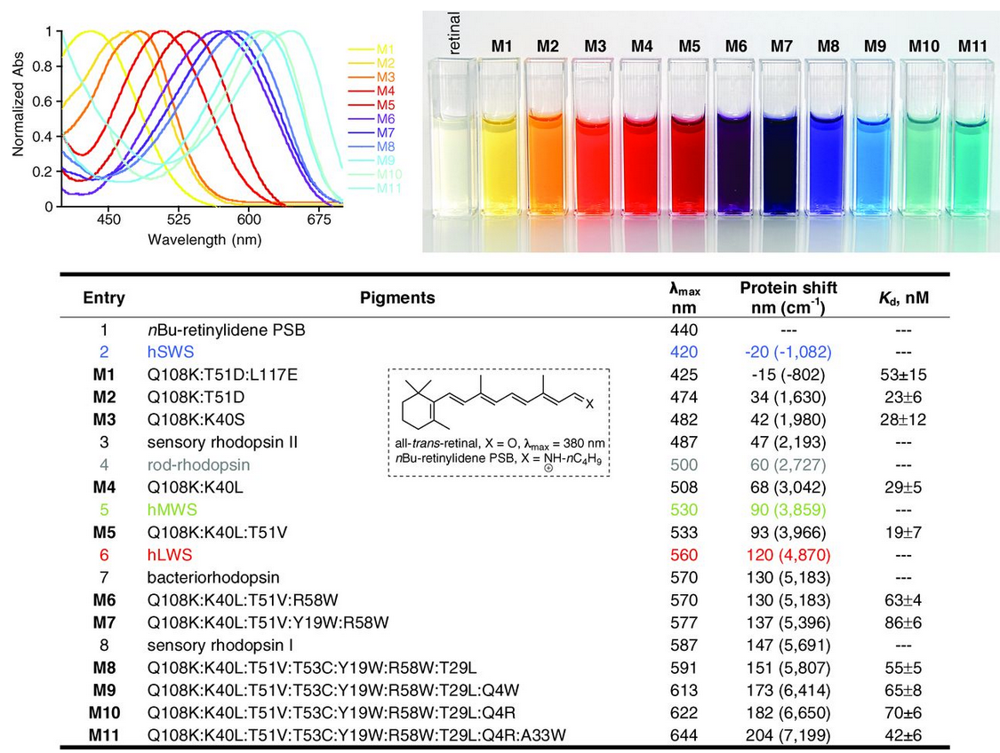 Normalized Abs
1
0.8
0.6
0.4
0.2
0
450 525 600 675
Wavelength (nm)
M1
M2
M3
M4
M5
M6
M7
M8
M9
M10
M11
retinal M1 M2 M3 M4 M5 M6 M7 M8 M9 M10 M11
Entry Pigments λmax nm Protein shift nm (cm-1) Kd, nM
1 nBu-retinylidene PSB 440 --- ---
2 hSWS 420 -20 (-1,082) ---
M1 Q108K:T51D:L117E 425 -15 (-802) 53±15
M2 Q108K:T51D 474 34 (1,630) 23±6
M3 Q108K:K40S 482 42 (1,980) 28±12
3 sensory rhodopsin II 487 47 (2,193) ---
4 rod-rhodopsin 500 60 (2,727) ---
M4 Q108K:K40L 508 68 (3,042) 29±5
5 hMWS 530 90 (3,859) ---
M5 Q108K:K40L:T51V 533 93 (3,966) 19±7
6 hLWS 560 120 (4,870) ---
7 bacteriorhodopsin 570 130 (5,183) ---
M6 Q108K:K40L:T51V:R58W 570 130 (5,183) 63±4
M7 Q108K:K40L:T51V:Y19W:R58W 577 137 (5,396) 86±6
8 sensory rhodopsin I 587 147 (5,691) ---
M8 Q108K:K40L:T51V:T53C:Y19W:R58W:T29L 591 151 (5,807) 55±5
M9 Q108K:K40L:T51V:T53C:Y19W:R58W:T29L:Q4W 613 173 (6,414) 65±8
M10 Q108K:K40L:T51V:T53C:Y19W:R58W:T29L:Q4R 622 182 (6,650) 70±6
M11 Q108K:K40L:T51V:T53C:Y19W:R58W:T29L:Q4R:A33W 644 204 (7,199) 42±6
X
all-trans-retinal, X = O, λmax = 380 nm
nBu-retinylidene PSB, X = NH-nC4H9
⊕